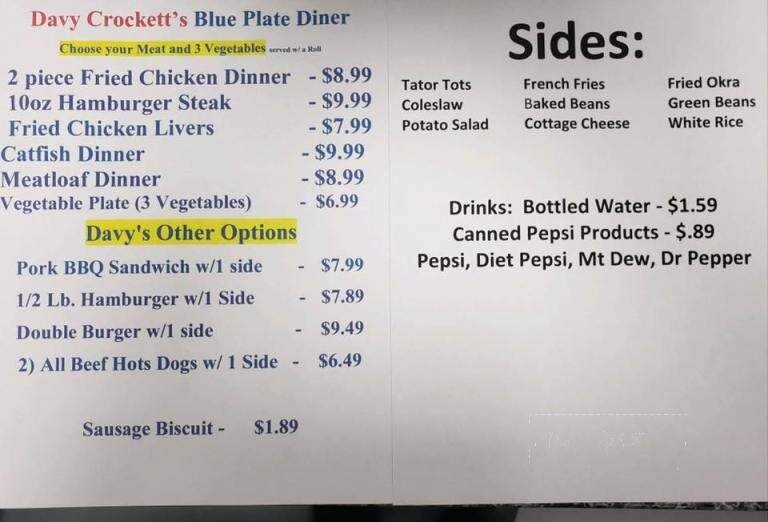 Davy Crockett's Blue Plate Diner
Choose your Meat and 3 Vegetables served w/ a Roll
2 piece Fried Chicken Dinner - $8.99
10oz Hamburger Steak - $9.99
Fried Chicken Livers - $7.99
Catfish Dinner - $9.99
Meatloaf Dinner - $8.99
Vegetable Plate (3 Vegetables) - $6.99
Davy's Other Options
Pork BBQ Sandwich w/1 side - $7.99
1/2 Lb. Hamburger w/1 Side - $7.89
Double Burger w/1 side - $9.49
2) All Beef Hots Dogs w/ 1 Side - $6.49
Sausage Biscuit - $1.89
Sides:
Tator Tots French Fries Fried Okra
Coleslaw Baked Beans Green Beans
Potato Salad Cottage Cheese White Rice
Drinks: Bottled Water - $1.59
Canned Pepsi Products - $.89
Pepsi, Diet Pepsi, Mt Dew, Dr Pepper